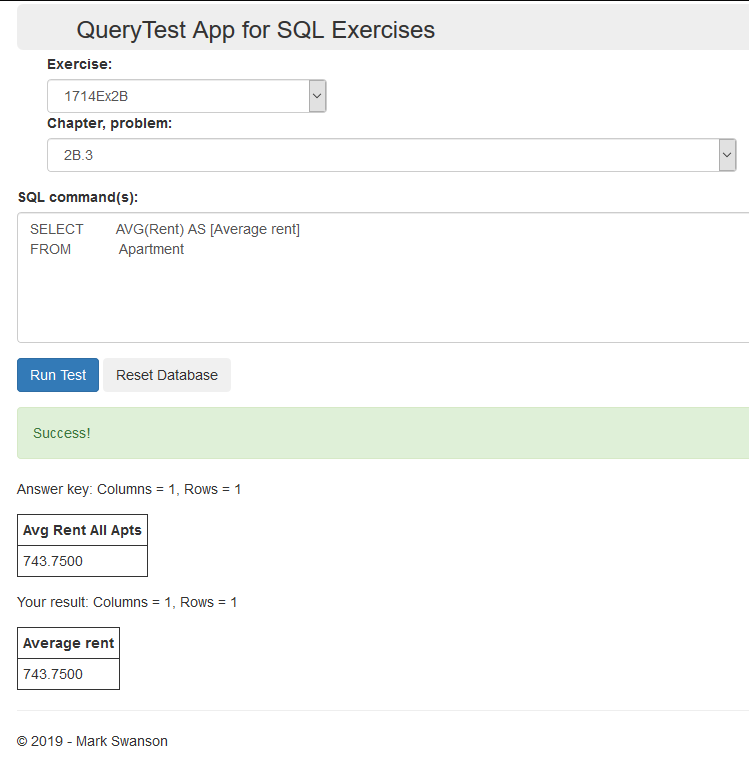 QueryTest App for SQL Exercises
Exercise:
1714Ex2B
Chapter, problem:
2B.3
SQL command(s):
SELECT AVG(Rent) AS [Average rent]
FROM Apartment
Run Test Reset Database
Success!
Answer key: Columns = 1, Rows = 1
Avg Rent All Apts
743.7500
Your result: Columns = 1, Rows = 1
Average rent
743.7500
© 2019 - Mark Swanson